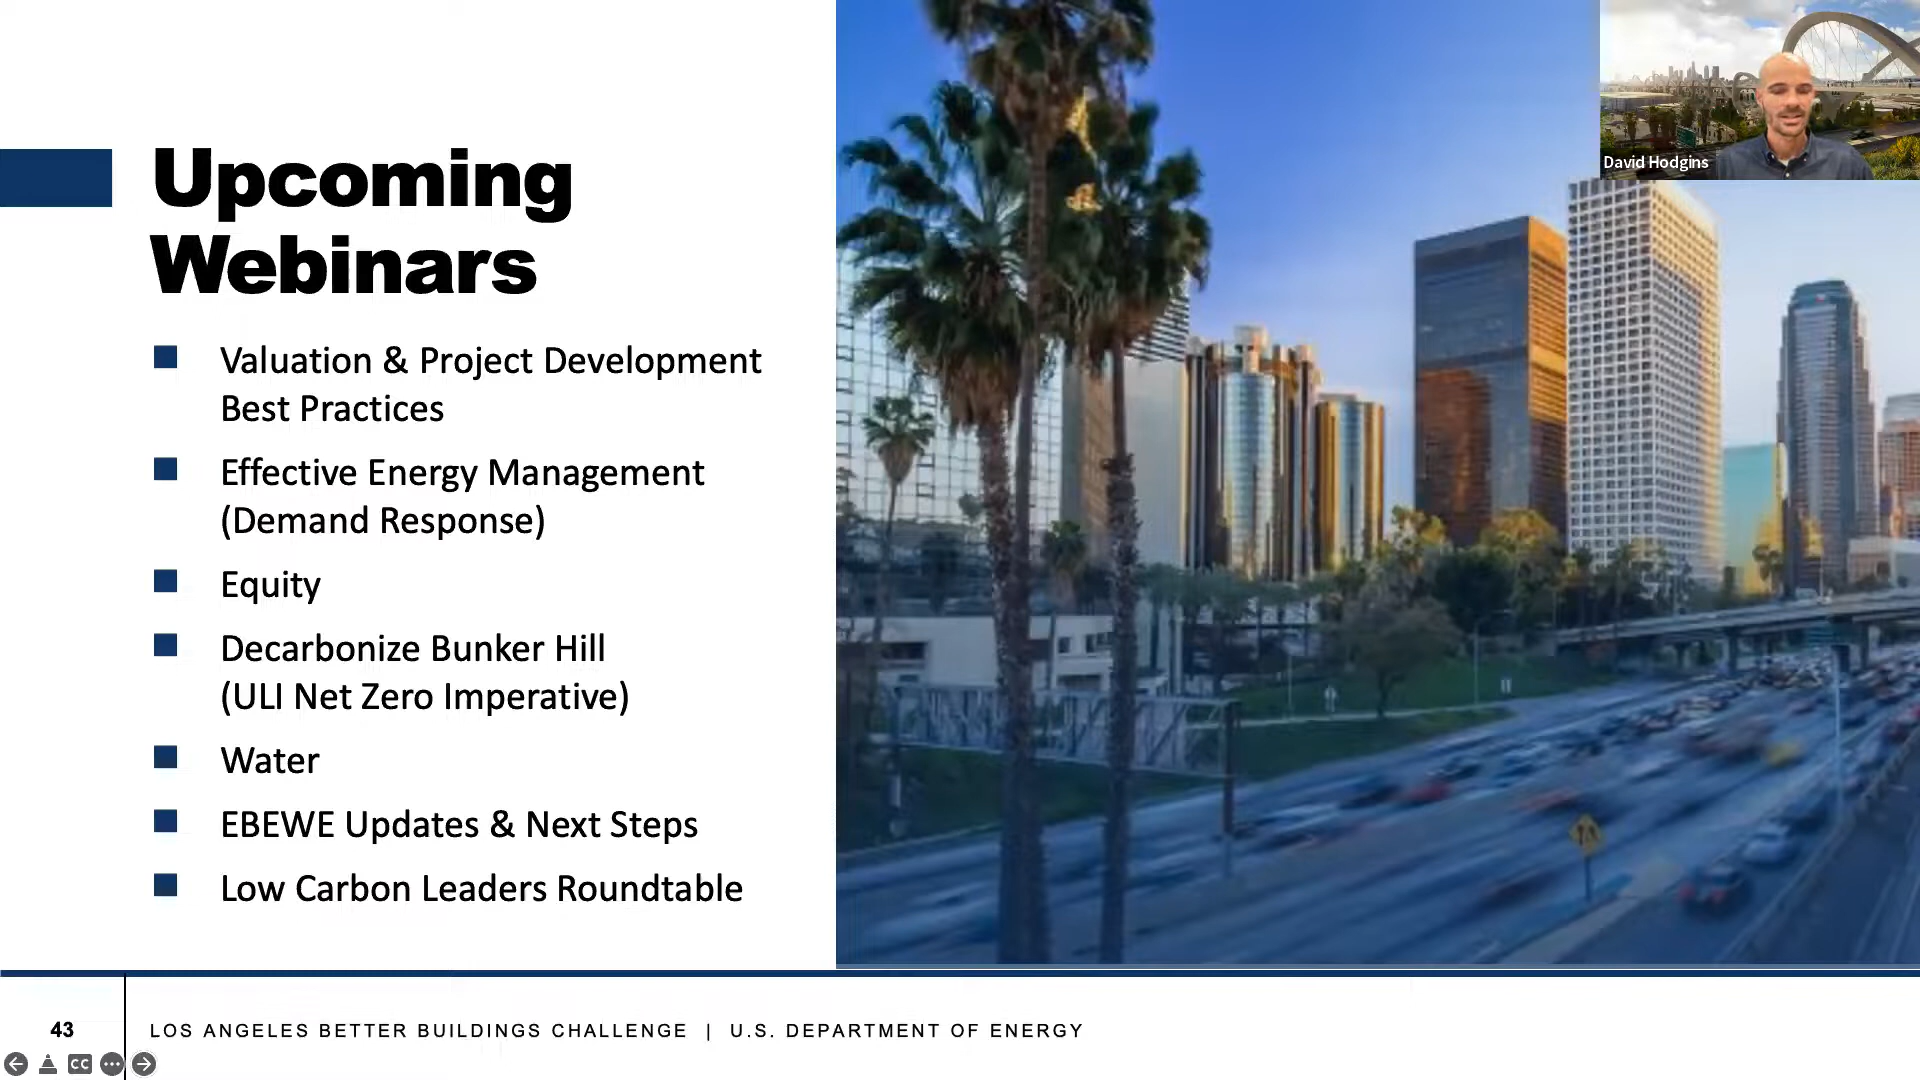 David Hodgins
Upcoming
Webinars
Valuation & Project Development
Best Practices
Effective Energy Management
(Demand Response)
Equity
Decarbonize Bunker Hill
(ULI Net Zero Imperative)
Water
EBEWE Updates & Next Steps
Low Carbon Leaders Roundtable
43
LOS ANGELES BETTER BUILDINGS CHALLENGE | U.S. DEPARTMENT OF ENERGY
CC